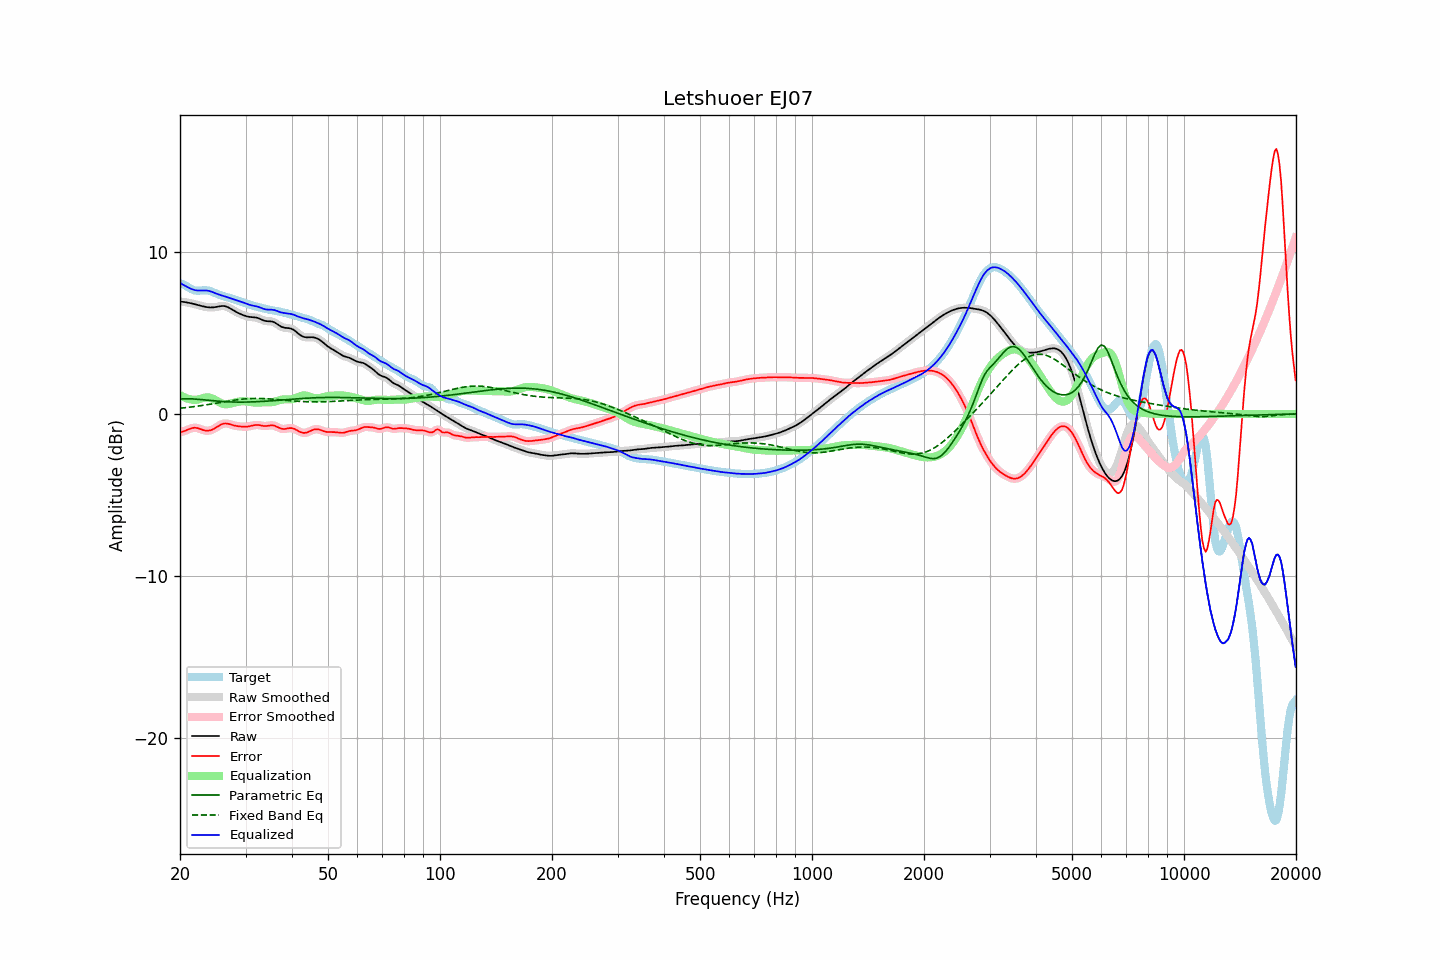 Letshuoer EJ07
Amplitude (dBr)
10
0
−10
−20
Target
Raw Smoothed
Error Smoothed
Raw
Error
Equalization
Parametric Eq
Fixed Band Eq
Equalized
20 50 100 200 500 1000 2000 5000 10000 20000
Frequency (Hz)